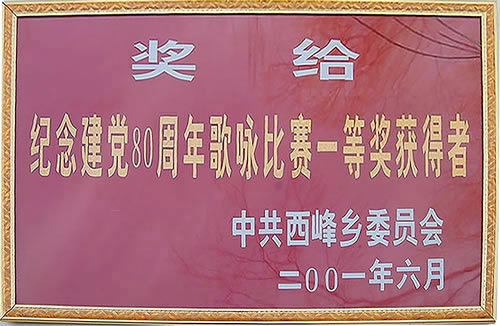 奖 给
纪念建党80周年歌咏比赛一等奖获得者
中共西峰乡委员会
二00一年六月